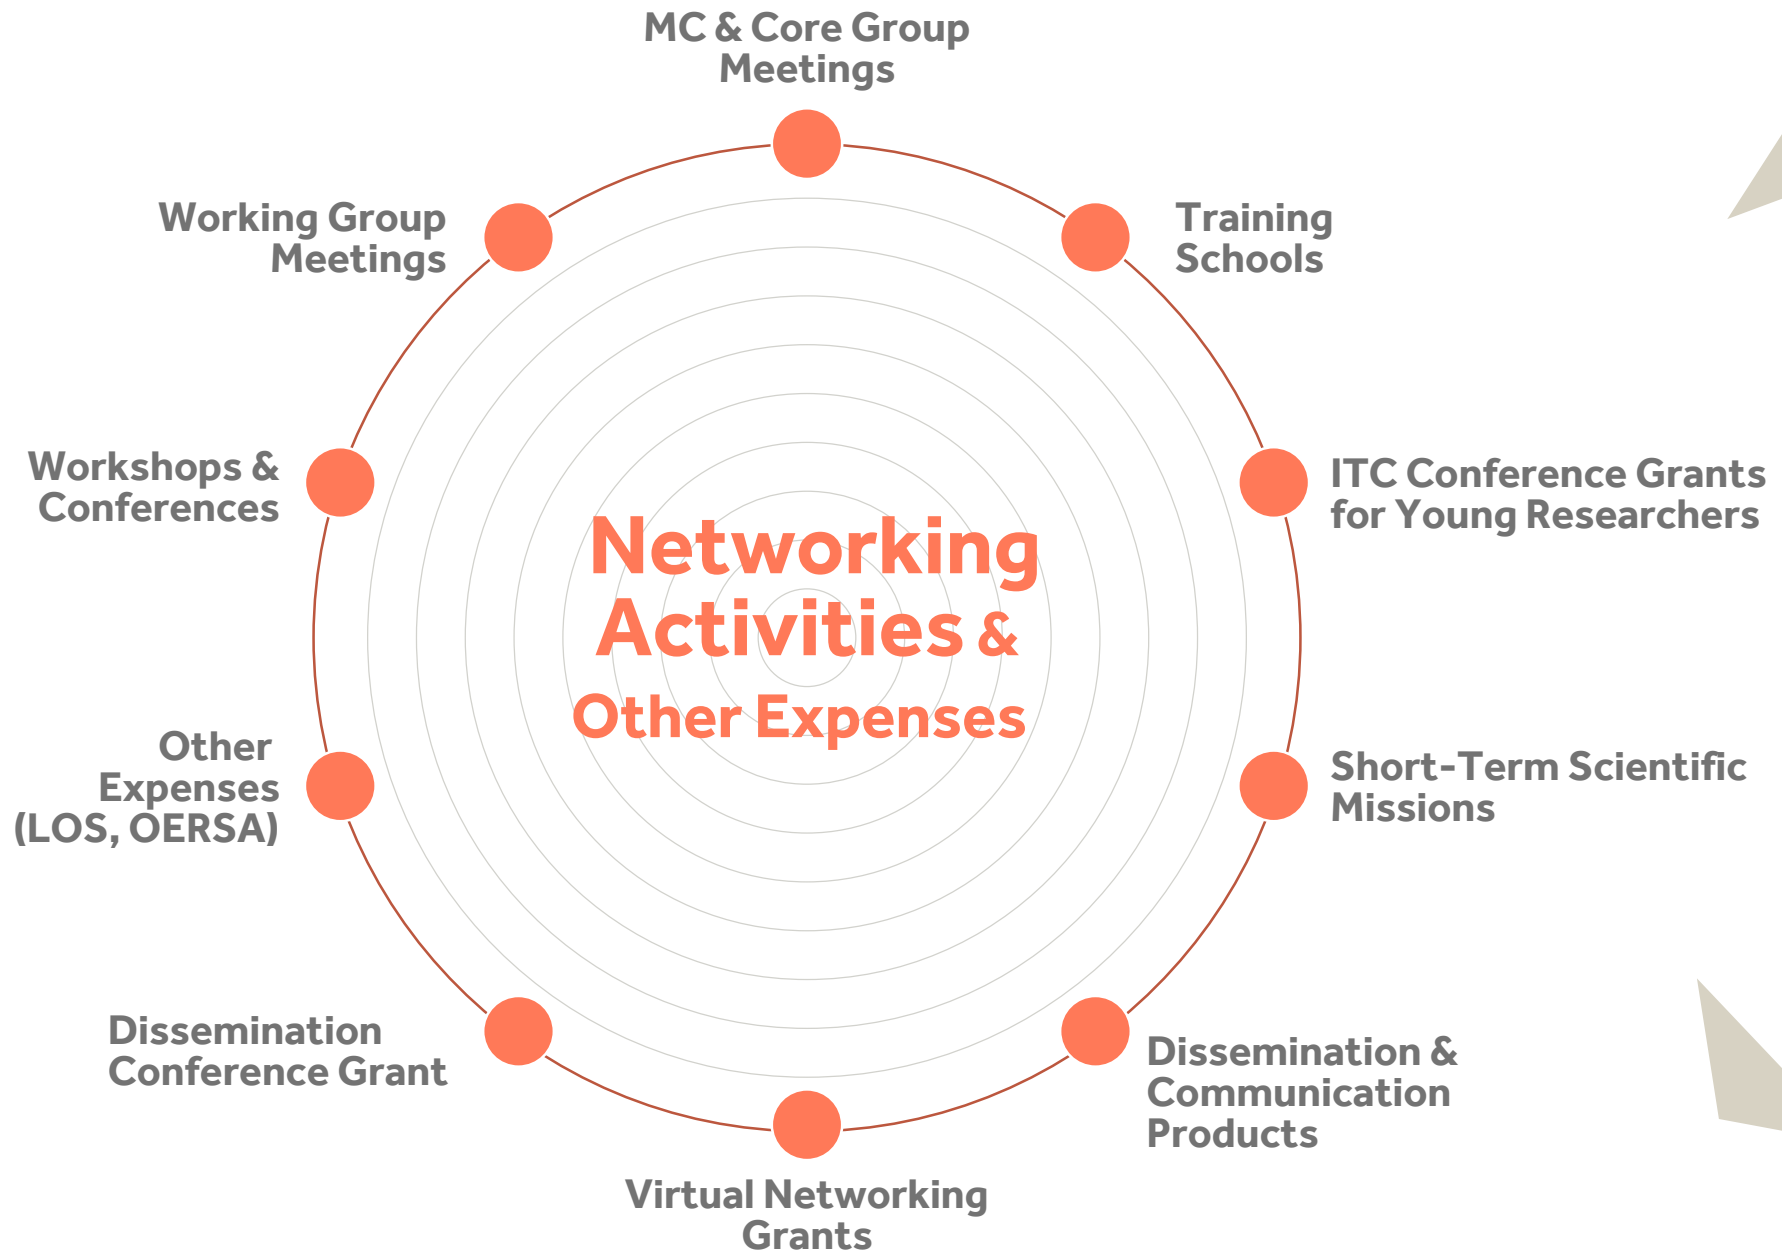 MC & Core Group
Meetings
Working Group
Meetings
Training
Schools
Workshops &
Conferences
ITC Conference Grants
for Young Researchers
Networking
Activities &
Other Expenses
Other
Expenses
(LOS, OERSA)
Short-Term Scientific
Missions
Dissemination
Conference Grant
Dissemination &
Communication
Products
Virtual Networking
Grants